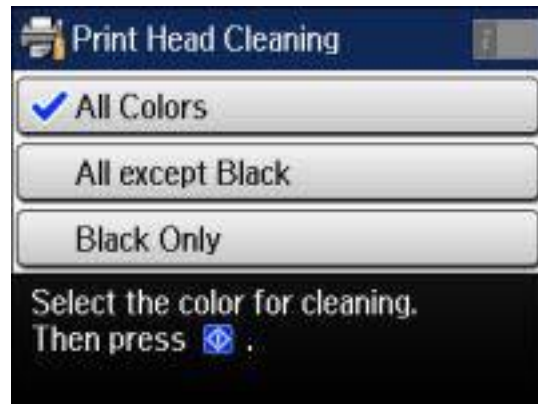 Print Head Cleaning
All Colors
All except Black
Black Only
Select the color for cleaning.
Then press .